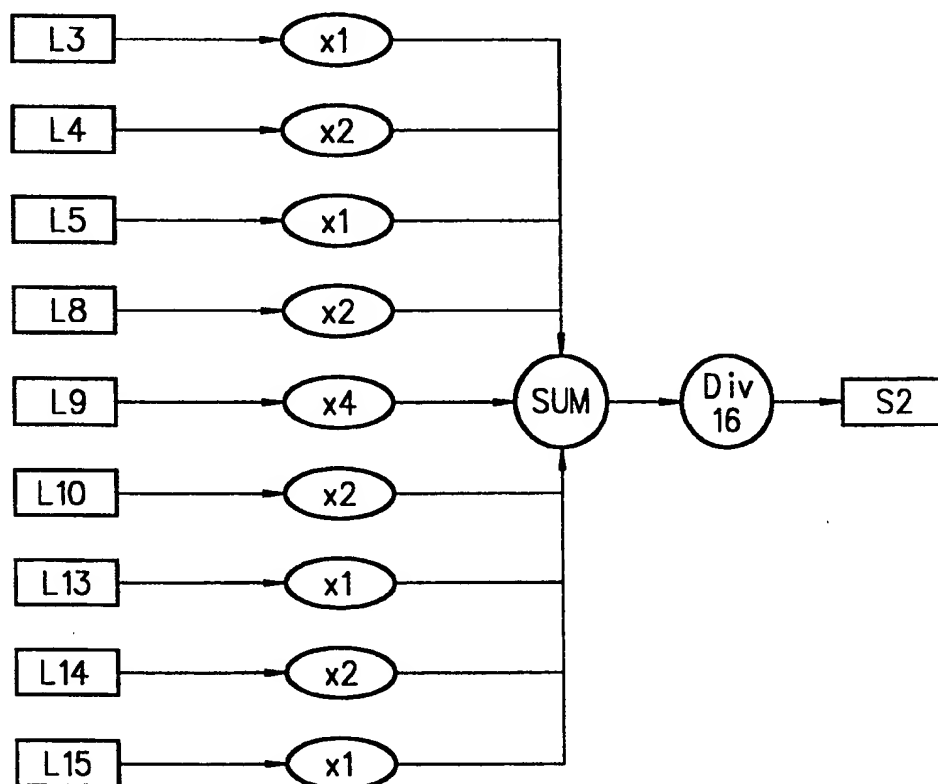 L3 x1
L4 x2
L5 x1
L8 x2
L9 x4 SUM Div 16 S2
L10 x2
L13 x1
L14 x2
L15 x1